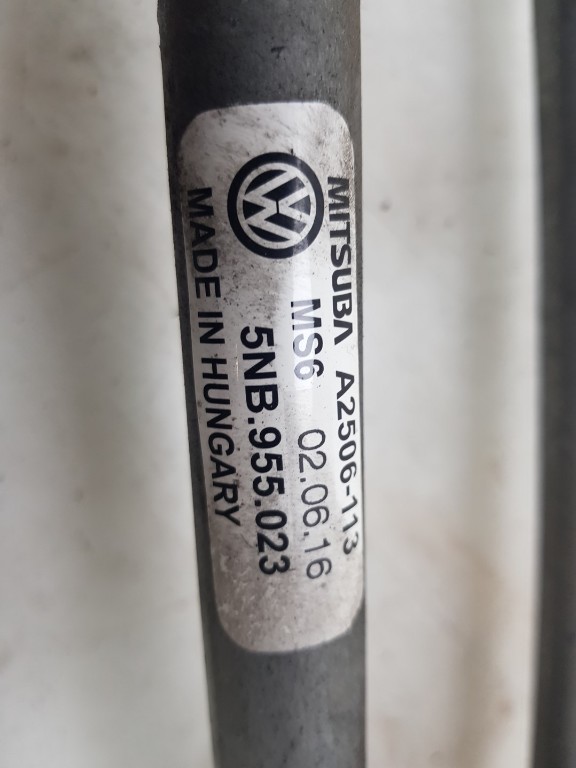 MITSUBA A2506-113
MS6 02.06.16
5NB.955.023
MADE IN HUNGARY